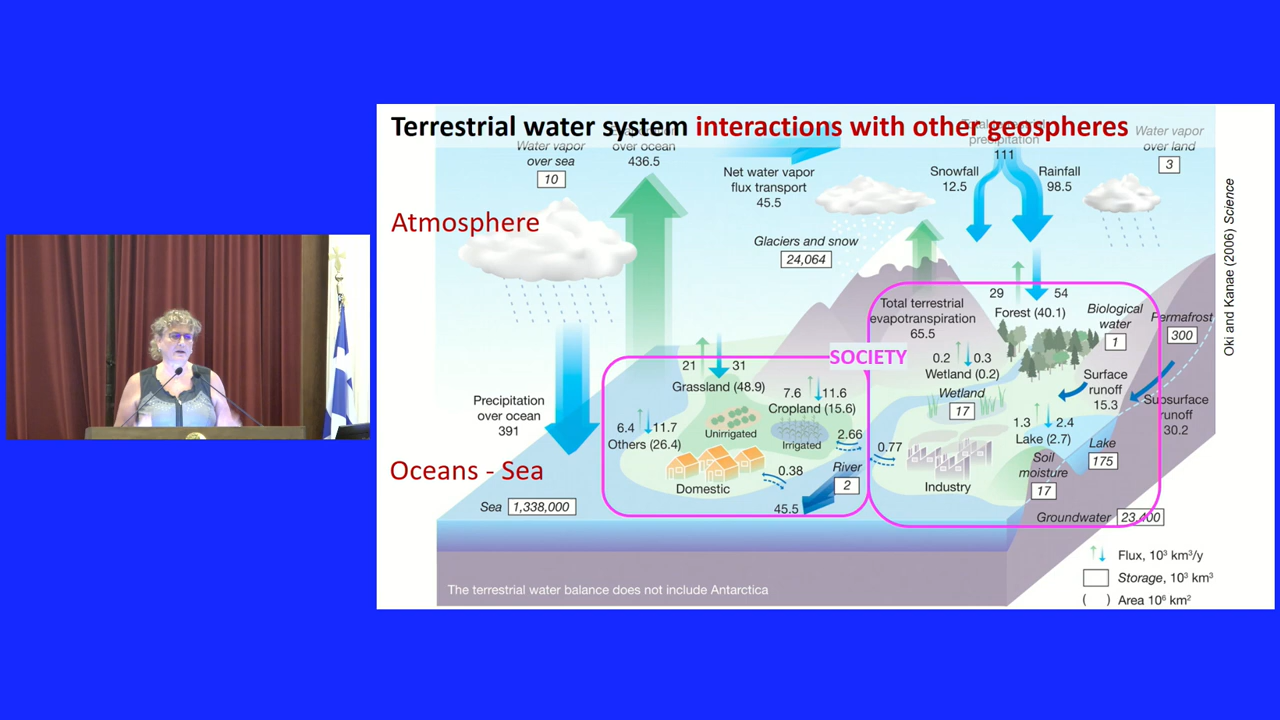 Terrestrial water system interactions with other geospheres
Water vapor
over sea
10
over ocean
436.5
Net water vapor
flux transport
45.5
precipitation
111
Snowfall
12.5
Rainfall
98.5
Water vapor
over land
3
Atmosphere
Glaciers and snow
24,064
Oki and Kanae (2006) Science
Total terrestrial
evapotranspiration
65.5
29
54
Forest (40.1)
Biological
water
1
Permafrost
300
SOCIETY
21
31
Grassland (48.9)
0.2
0.3
Wetland (0.2)
Wetland
17
Surface
runoff
15.3
Subsurface
runoff
30.2
Precipitation
over ocean
391
7.6
11.6
Cropland (15.6)
6.4
11.7
Others (26.4)
Unirrigated
Irrigated
2.66
0.77
1.3
2.4
Lake (2.7)
Lake
175
Oceans - Sea
Domestic
0.38
River
2
Industry
Soil
moisture
17
Sea
1,338,000
45.5
Groundwater
23,400
Flux, 10³ km³/y
Storage, 10³ km³
( ) Area 10⁶ km²
The terrestrial water balance does not include Antarctica